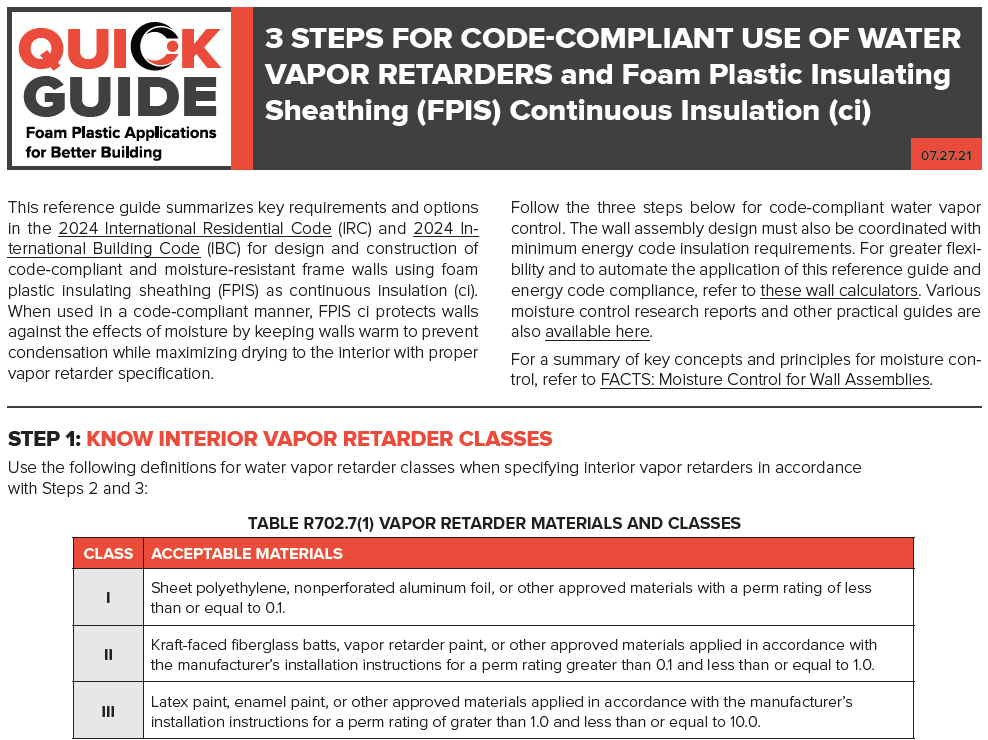 QUICK
GUIDE
Foam Plastic Applications
for Better Building
3 STEPS FOR CODE-COMPLIANT USE OF WATER
VAPOR RETARDERS and Foam Plastic Insulating
Sheathing (FPIS) Continuous Insulation (ci)
07.27.21
This reference guide summarizes key requirements and options
in the 2024 International Residential Code (IRC) and 2024 In-
ternational Building Code (IBC) for design and construction of
code-compliant and moisture-resistant frame walls using foam
plastic insulating sheathing (FPIS) as continuous insulation (ci).
When used in a code-compliant manner, FPIS ci protects walls
against the effects of moisture by keeping walls warm to prevent
condensation while maximizing drying to the interior with proper
vapor retarder specification.
Follow the three steps below for code-compliant water vapor
control. The wall assembly design must also be coordinated with
minimum energy code insulation requirements. For greater flexi-
bility and to automate the application of this reference guide and
energy code compliance, refer to these wall calculators. Various
moisture control research reports and other practical guides are
also available here.
For a summary of key concepts and principles for moisture con-
trol, refer to FACTS: Moisture Control for Wall Assemblies.
STEP 1: KNOW INTERIOR VAPOR RETARDER CLASSES
Use the following definitions for water vapor retarder classes when specifying interior vapor retarders in accordance
with Steps 2 and 3:
TABLE R702.7(1) VAPOR RETARDER MATERIALS AND CLASSES
CLASS ACCEPTABLE MATERIALS
I
Sheet polyethylene, nonperforated aluminum foil, or other approved materials with a perm rating of less
than or equal to 0.1.
II
Kraft-faced fiberglass batts, vapor retarder paint, or other approved materials applied in accordance with
the manufacturer's installation instructions for a perm rating greater than 0.1 and less than or equal to 1.0.
III
Latex paint, enamel paint, or other approved materials applied in accordance with the manufacturer's
installation instructions for a perm rating of grater than 1.0 and less than or equal to 10.0.